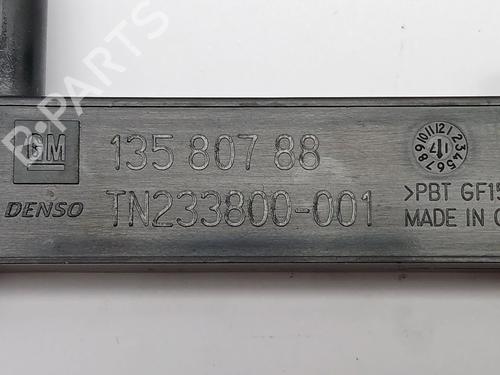 GM
DENSO
135 807 88
TN233800-001
>PBT GF15
MADE IN
B-PARTS